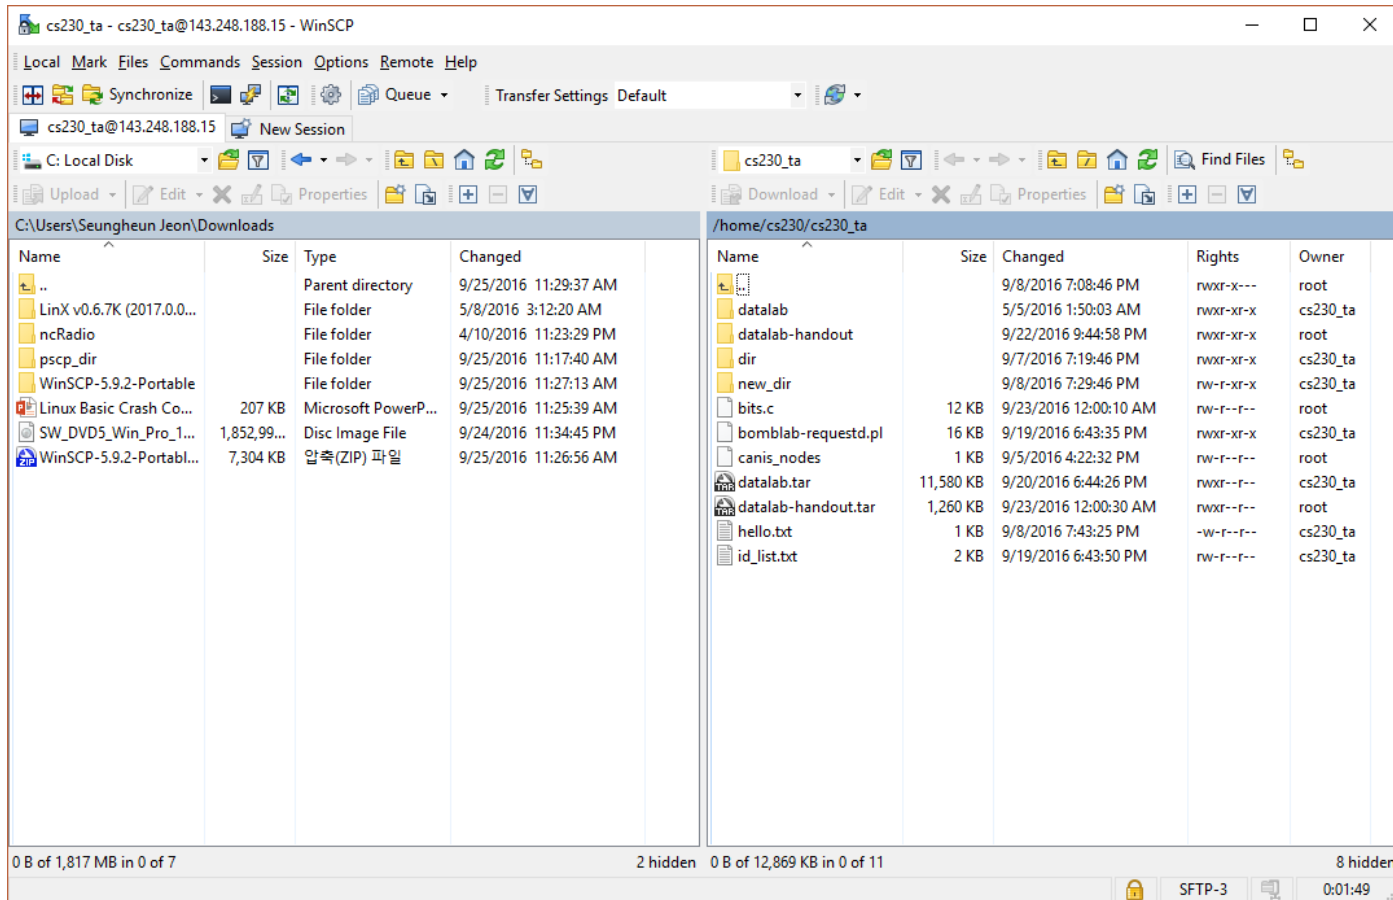 cs230_ta - cs230_ta@143.248.188.15 - WinSCP
Local Mark Files Commands Session Options Remote Help
Synchronize Queue Transfer Settings Default
cs230_ta@143.248.188.15 New Session
C: Local Disk
Upload Edit Properties
C:\Users\Seungheun Jeon\Downloads
Name Size Type Changed
.. Parent directory 9/25/2016 11:29:37 AM
LinX v0.6.7K (2017.0.0... File folder 5/8/2016 3:12:20 AM
ncRadio File folder 4/10/2016 11:23:29 PM
pscp_dir File folder 9/25/2016 11:17:40 AM
WinSCP-5.9.2-Portable File folder 9/25/2016 11:27:13 AM
Linux Basic Crash Co... 207 KB Microsoft PowerP... 9/25/2016 11:25:39 AM
SW_DVD5_Win_Pro_1... 1,852,99... Disc Image File 9/24/2016 11:34:45 PM
WinSCP-5.9.2-Portabl... 7,304 KB 압축(ZIP) 파일 9/25/2016 11:26:56 AM
0 B of 1,817 MB in 0 of 7 2 hidden
cs230_ta Find Files
Download Edit Properties
/home/cs230/cs230_ta
Name Size Changed Rights Owner
.. 9/8/2016 7:08:46 PM rwxr-x--- root
datalab 5/5/2016 1:50:03 AM rwxr-xr-x cs230_ta
datalab-handout 9/22/2016 9:44:58 PM rwxr-xr-x root
dir 9/7/2016 7:19:46 PM rwxr-xr-x cs230_ta
new_dir 9/8/2016 7:29:46 PM rw-r-xr-x cs230_ta
bits.c 12 KB 9/23/2016 12:00:10 AM rw-r--r-- root
bomblab-requestd.pl 16 KB 9/19/2016 6:43:35 PM rwxr-xr-x cs230_ta
canis_nodes 1 KB 9/5/2016 4:22:32 PM rw-r--r-- root
datalab.tar 11,580 KB 9/20/2016 6:44:26 PM rwxr--r-- cs230_ta
datalab-handout.tar 1,260 KB 9/23/2016 12:00:30 AM rwxr--r-- root
hello.txt 1 KB 9/8/2016 7:43:25 PM -w-r--r-- cs230_ta
id_list.txt 2 KB 9/19/2016 6:43:50 PM rw-r--r-- cs230_ta
0 B of 12,869 KB in 0 of 11 8 hidden
SFTP-3 0:01:49